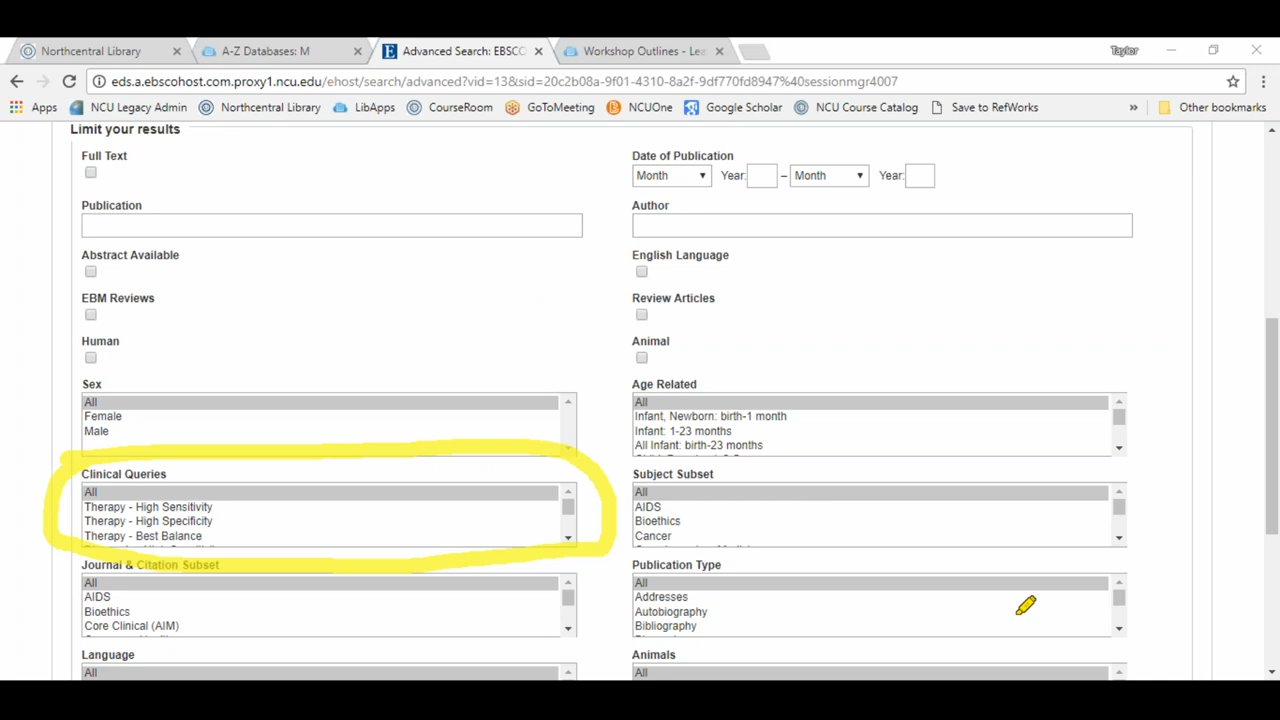 Northcentral Library
A-Z Databases: M
Advanced Search: EBSCO
Workshop Outlines - Lea
Taylor
eds.a.ebscohost.com.proxy1.ncu.edu/ehost/search/advanced?vid=13&sid=20c2b08a-9f01-4310-8a2f-9df770fd8947%40sessionmgr4007
Apps NCU Legacy Admin Northcentral Library LibApps CourseRoom GoToMeeting NCUOne Google Scholar NCU Course Catalog Save to RefWorks » Other bookmarks
Limit your results
Full Text
Date of Publication
Month Year: – Month Year:
Publication
Author
Abstract Available
English Language
EBM Reviews
Review Articles
Human
Animal
Sex
All
Female
Male
Age Related
All
Infant, Newborn: birth-1 month
Infant: 1-23 months
All Infant: birth-23 months
Clinical Queries
All
Therapy - High Sensitivity
Therapy - High Specificity
Therapy - Best Balance
Subject Subset
All
AIDS
Bioethics
Cancer
Journal & Citation Subset
All
AIDS
Bioethics
Core Clinical (AIM)
Publication Type
All
Addresses
Autobiography
Bibliography
Language
All
Animals
All